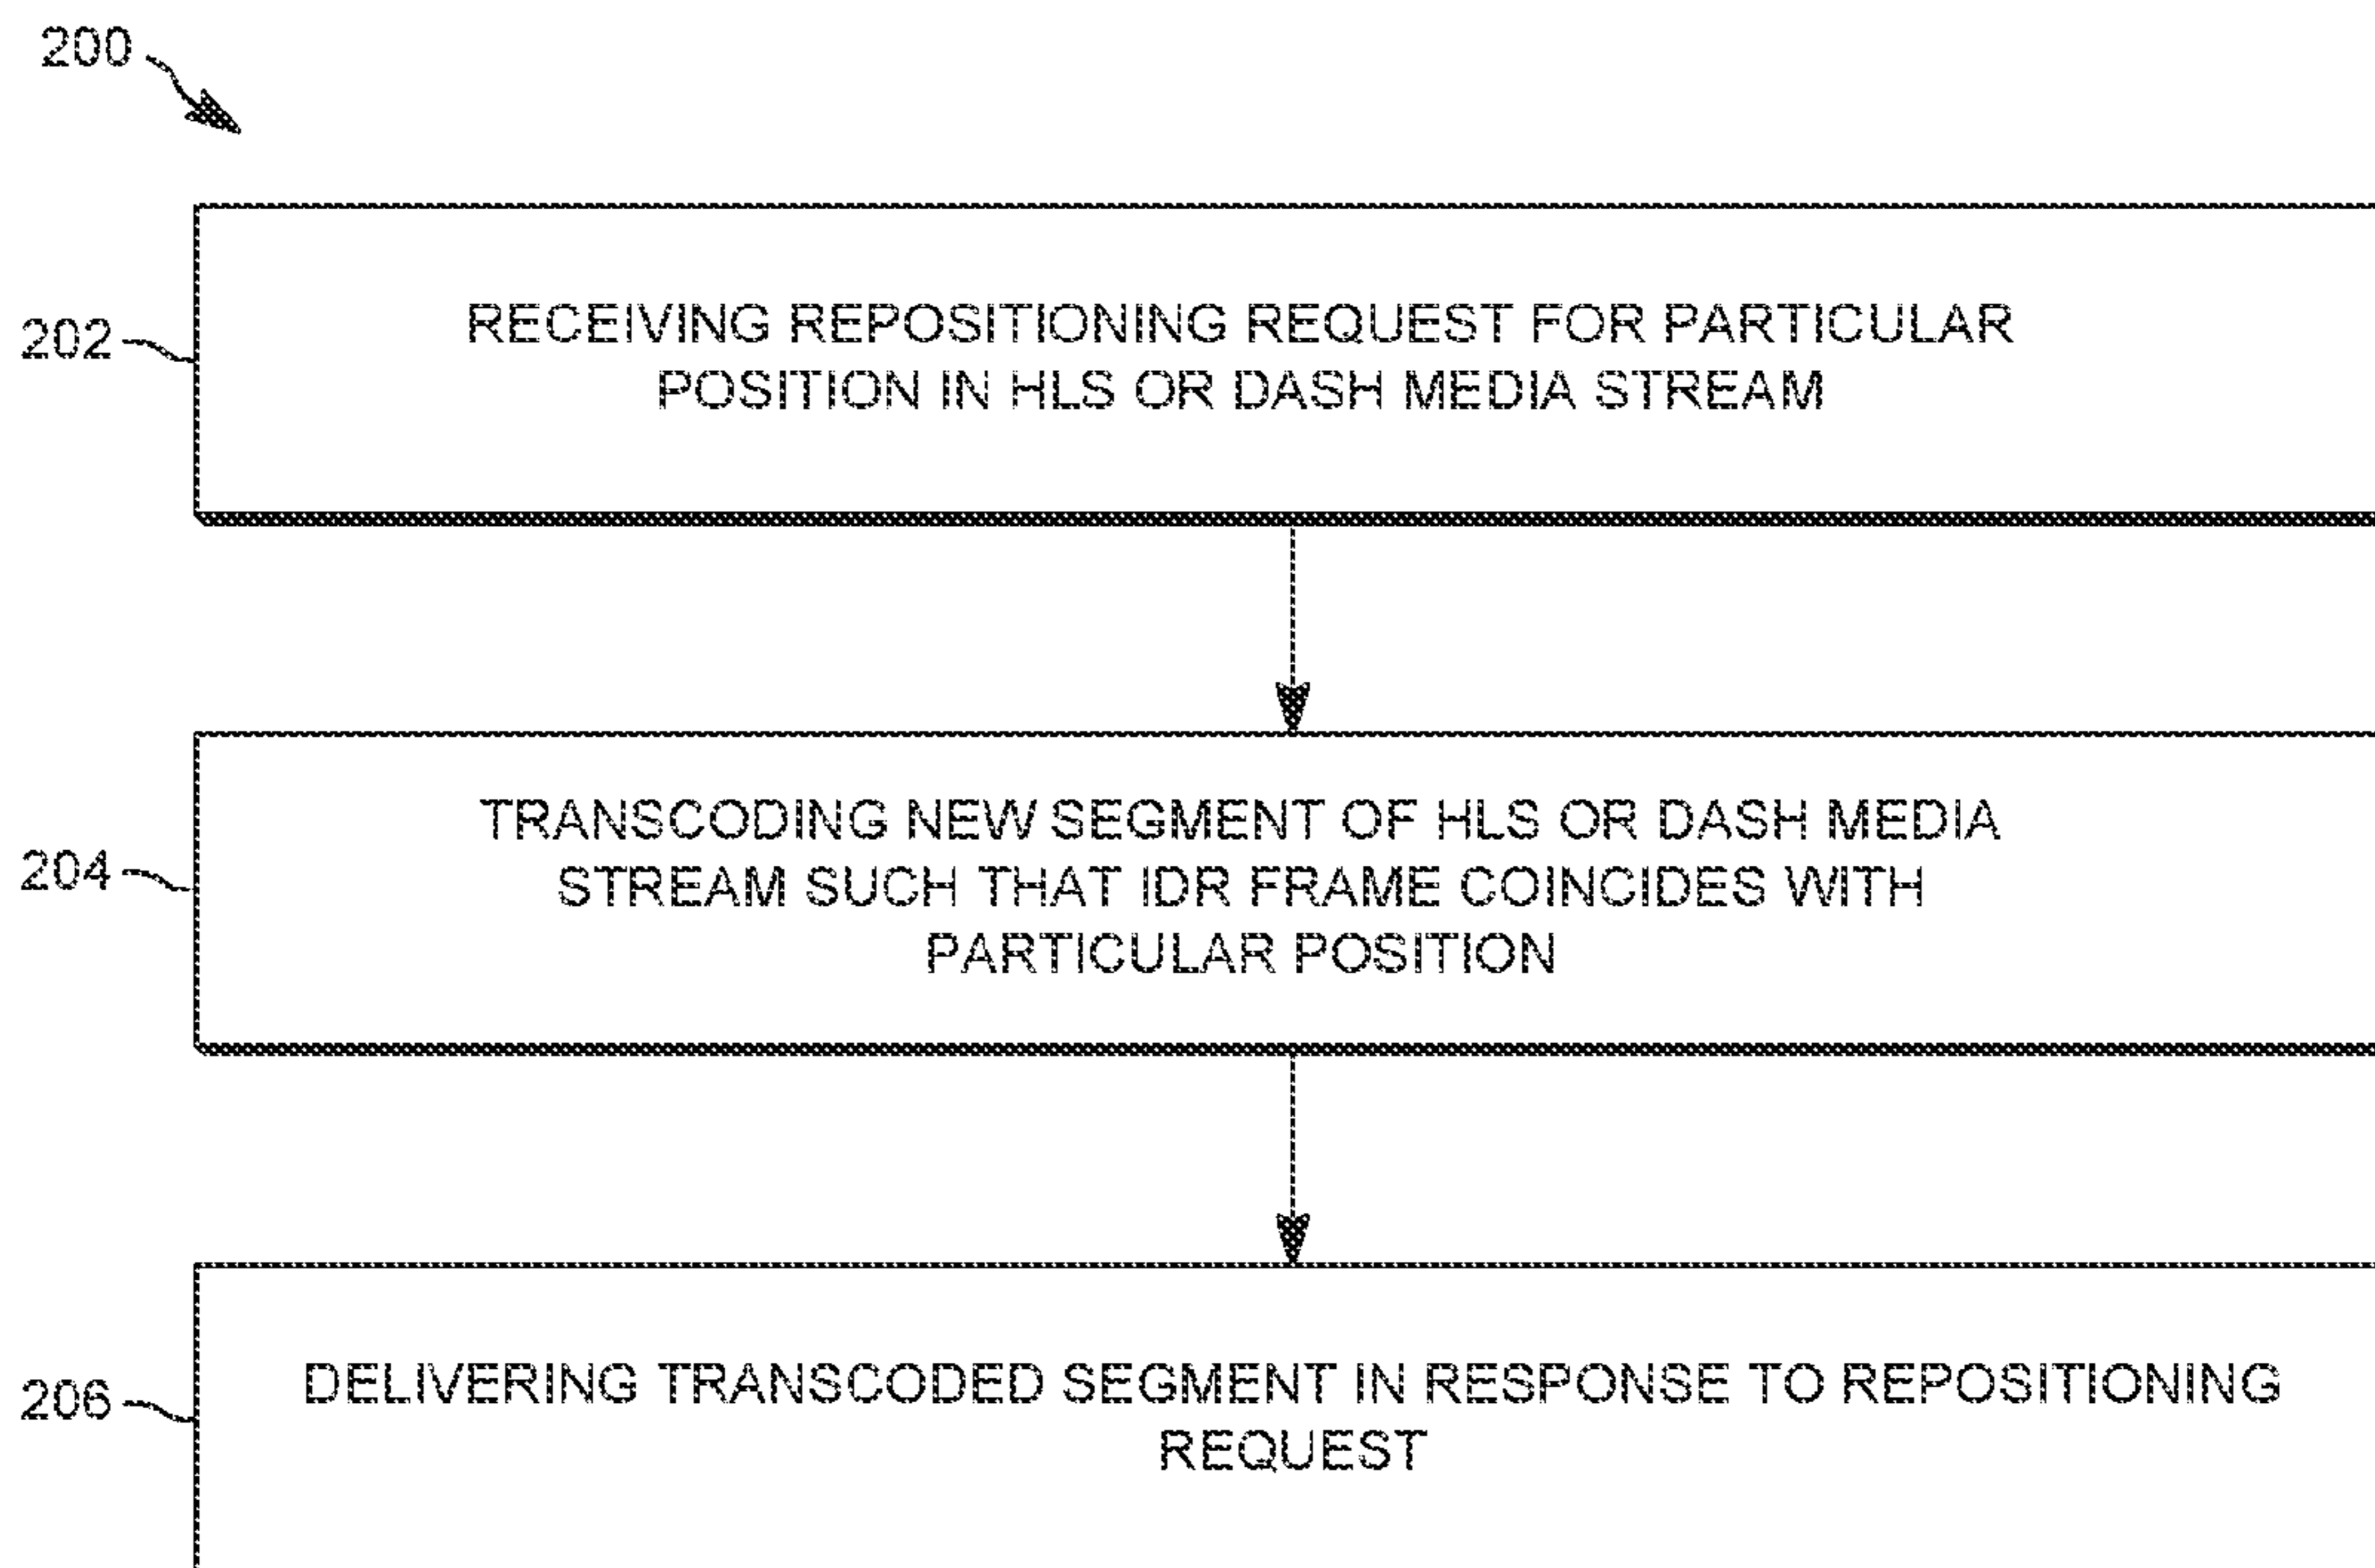 200
202
RECEIVING REPOSITIONING REQUEST FOR PARTICULAR
POSITION IN HLS OR DASH MEDIA STREAM
204
TRANSCODING NEW SEGMENT OF HLS OR DASH MEDIA
STREAM SUCH THAT IDR FRAME COINCIDES WITH
PARTICULAR POSITION
206
DELIVERING TRANSCODED SEGMENT IN RESPONSE TO REPOSITIONING
REQUEST